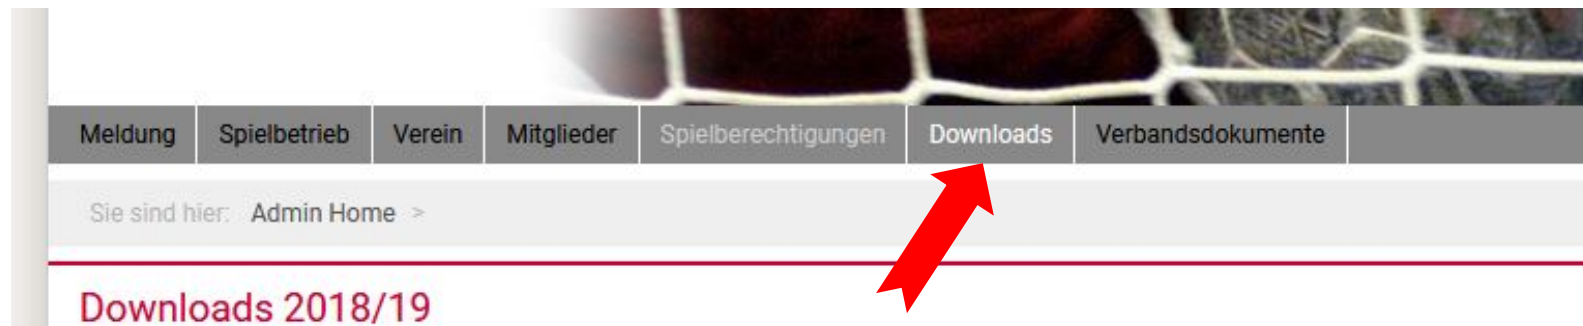 Meldung Spielbetrieb Verein Mitglieder Spielberechtigungen Downloads Verbandsdokumente
Sie sind hier: Admin Home >
Downloads 2018/19